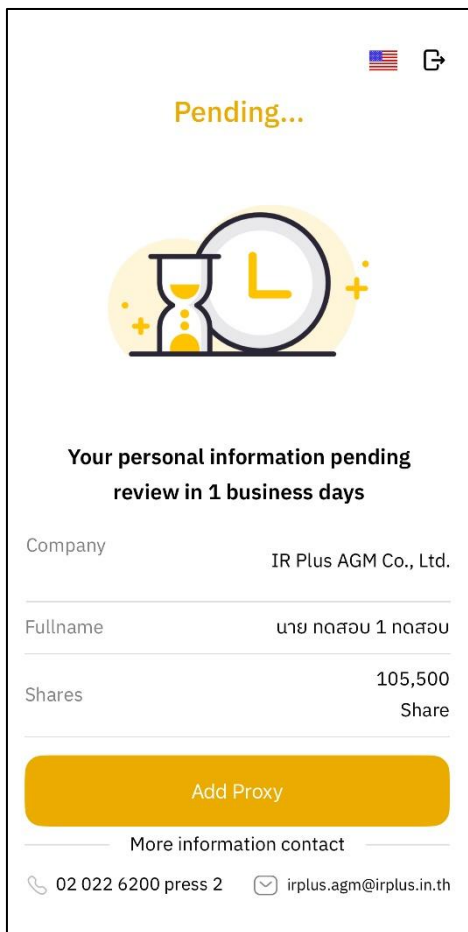 Pending...
Your personal information pending
review in 1 business days
Company
IR Plus AGM Co., Ltd.
Fullname
นาย ทดสอบ 1 ทดสอบ
Shares
105,500
Share
Add Proxy
More information contact
02 022 6200 press 2
irplus.agm@irplus.in.th